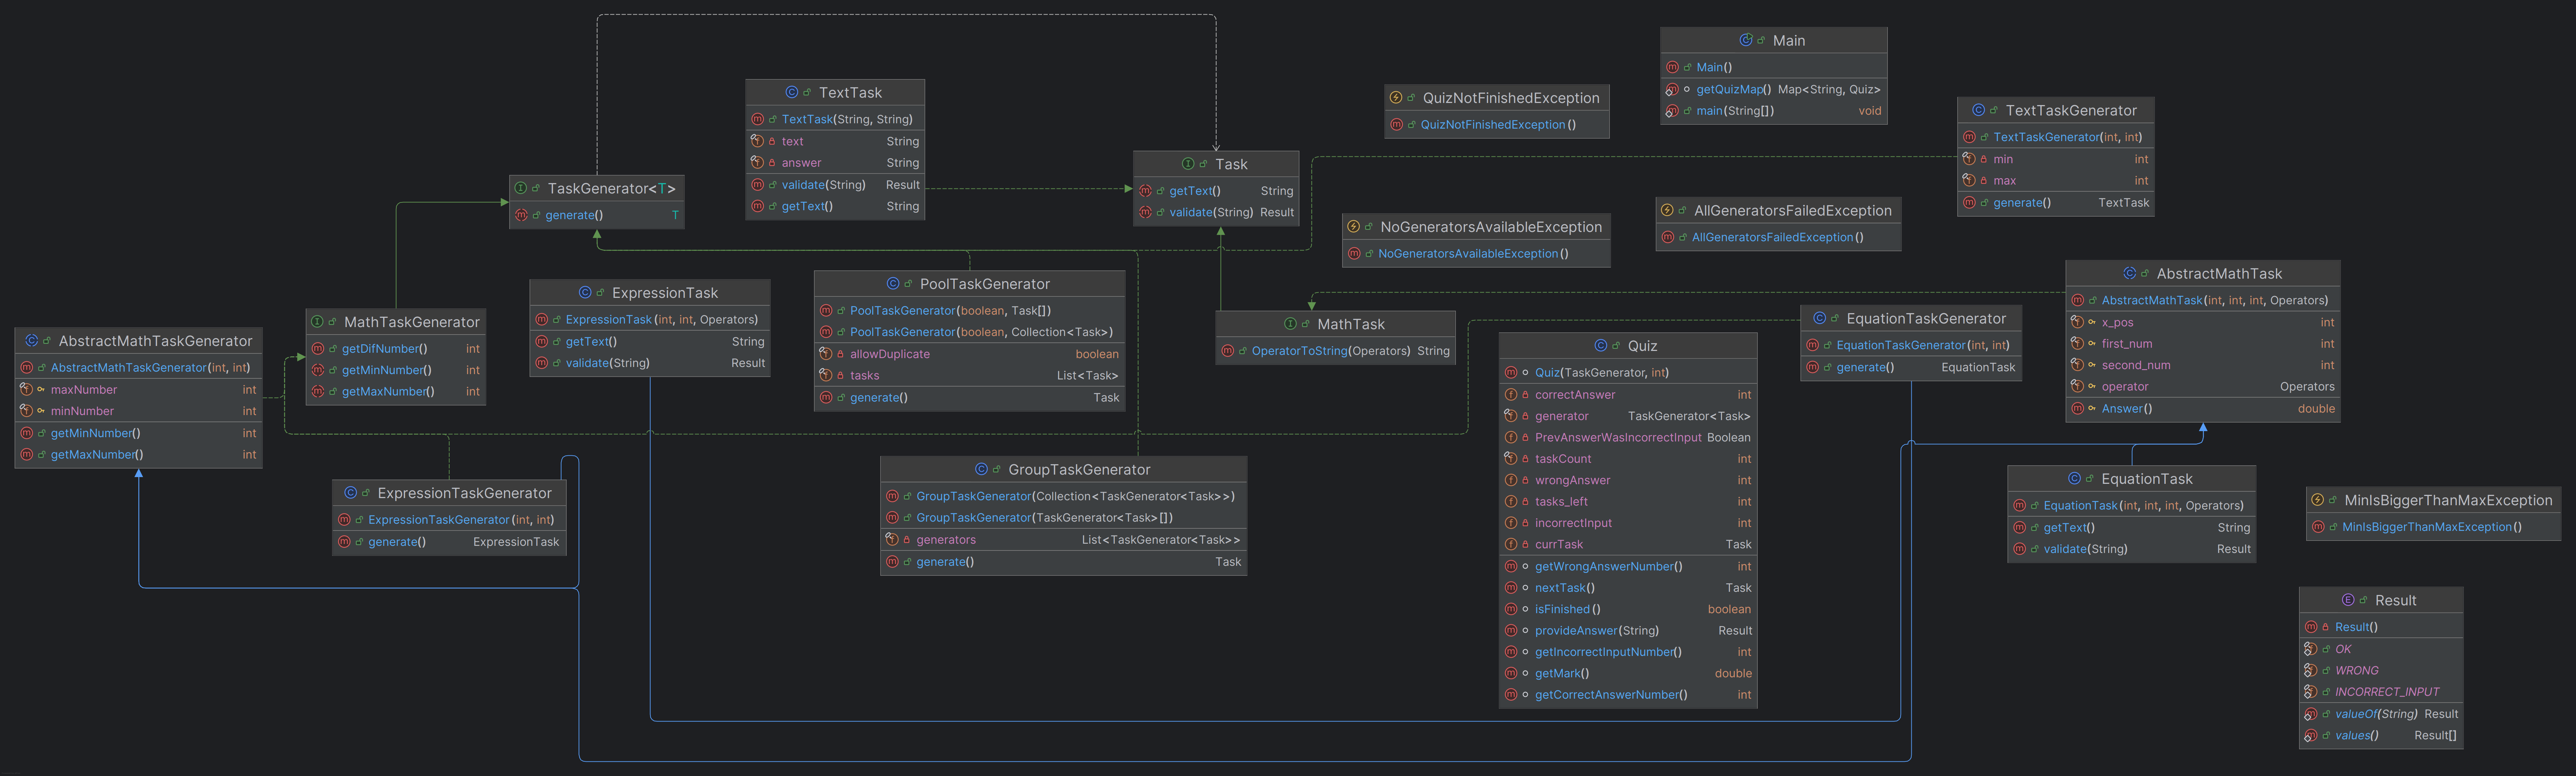 Main
Main()
getQuizMap() Map<String, Quiz>
main(String[]) void
TextTask
TextTask(String, String)
text String
answer String
validate(String) Result
getText() String
QuizNotFinishedException
QuizNotFinishedException()
TextTaskGenerator
TextTaskGenerator(int, int)
min int
max int
generate() TextTask
Task
getText() String
validate(String) Result
TaskGenerator<T>
generate() T
NoGeneratorsAvailableException
NoGeneratorsAvailableException()
AllGeneratorsFailedException
AllGeneratorsFailedException()
AbstractMathTask
AbstractMathTask(int, int, int, Operators)
x_pos int
first_num int
second_num int
operator Operators
Answer() double
PoolTaskGenerator
PoolTaskGenerator(boolean, Task[])
PoolTaskGenerator(boolean, Collection<Task>)
allowDuplicate boolean
tasks List<Task>
generate() Task
ExpressionTask
ExpressionTask(int, int, Operators)
getText() String
validate(String) Result
MathTaskGenerator
getDifNumber() int
getMinNumber() int
getMaxNumber() int
AbstractMathTaskGenerator
AbstractMathTaskGenerator(int, int)
maxNumber int
minNumber int
getMinNumber() int
getMaxNumber() int
MathTask
OperatorToString(Operators) String
EquationTaskGenerator
EquationTaskGenerator(int, int)
generate() EquationTask
Quiz
Quiz(TaskGenerator, int)
correctAnswer int
generator TaskGenerator<Task>
PrevAnswerWasIncorrectInput Boolean
taskCount int
wrongAnswer int
tasks_left int
incorrectInput int
currTask Task
getWrongAnswerNumber() int
nextTask() Task
isFinished() boolean
provideAnswer(String) Result
getIncorrectInputNumber() int
getMark() double
getCorrectAnswerNumber() int
GroupTaskGenerator
GroupTaskGenerator(Collection<TaskGenerator<Task>>)
GroupTaskGenerator(TaskGenerator<Task>[])
generators List<TaskGenerator<Task>>
generate() Task
ExpressionTaskGenerator
ExpressionTaskGenerator(int, int)
generate() ExpressionTask
EquationTask
EquationTask(int, int, int, Operators)
getText() String
validate(String) Result
MinIsBiggerThanMaxException
MinIsBiggerThanMaxException()
Result
Result()
OK
WRONG
INCORRECT_INPUT
valueOf(String) Result
values() Result[]